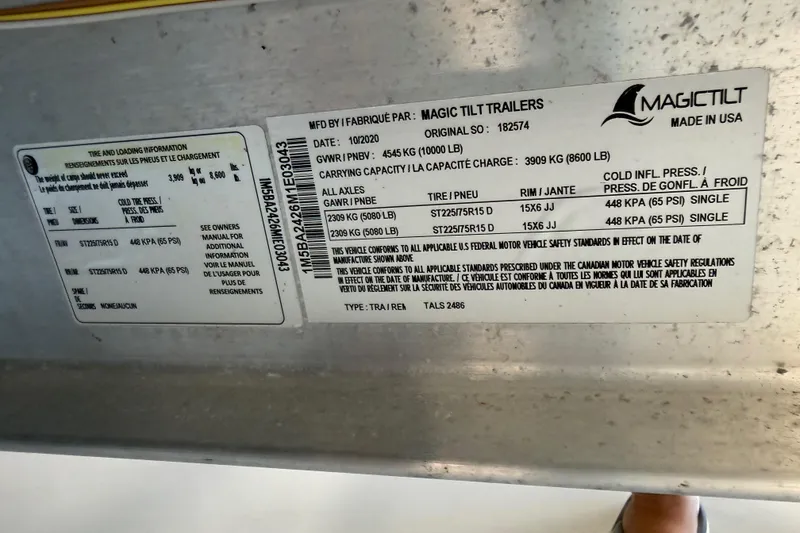 TIRE AND LOADING INFORMATION
RENSEIGNEMENTS SUR LES PNEUS ET LE CHARGEMENT
The weight of cargo should never exceed 3,909 kg or 8,600 lbs.
Le poids du chargement ne doit jamais dépasser kg ou lb.
TIRE / SIZE / COLD TIRE PRESS./
PNEU DIMENSIONS PRESS. DES PNEUS
À FROID
ST225/75R15 D 448 KPA (65 PSI)
ST225/75R15 D 448 KPA (65 PSI)
SPARE /
DE
SECOURS NONE/AUCUN
SEE OWNERS
MANUAL FOR
ADDITIONAL
INFORMATION
VOIR LE MANUEL
DE L'USAGER POUR
PLUS DE
RENSEIGNEMENTS
1M5BA2426M1E03043
1M5BA2426M1E03043
MFD BY / FABRIQUÉ PAR : MAGIC TILT TRAILERS
DATE : 10/2020 ORIGINAL SO : 182574
GVWR / PNBV : 4545 KG (10000 LB)
CARRYING CAPACITY / LA CAPACITÉ CHARGE : 3909 KG (8600 LB)
MAGICTILT
MADE IN USA
ALL AXLES
GAWR / PNBE TIRE / PNEU RIM / JANTE COLD INFL. PRESS. /
PRESS. DE GONFL. À FROID
2309 KG (5080 LB) ST225/75R15 D 15X6 JJ 448 KPA (65 PSI) SINGLE
2309 KG (5080 LB) ST225/75R15 D 15X6 JJ 448 KPA (65 PSI) SINGLE
THIS VEHICLE CONFORMS TO ALL APPLICABLE U.S FEDERAL MOTOR VEHICLE SAFETY STANDARDS IN EFFECT ON THE DATE OF
MANUFACTURE SHOWN ABOVE
THIS VEHICLE CONFORMS TO ALL APPLICABLE STANDARDS PRESCRIBED UNDER THE CANADIAN MOTOR VEHICLE SAFETY REGULATIONS
IN EFFECT ON THE DATE OF MANUFACTURE. / CE VÉHICULE EST CONFORME À TOUTES LES NORMES QUI LUI SONT APPLICABLES EN
VERTU DU RÈGLEMENT SUR LA SÉCURITÉ DES VÉHICULES AUTOMOBILES DU CANADA EN VIGUEUR À LA DATE DE SA FABRICATION
TYPE : TRA / REM TALS 2486